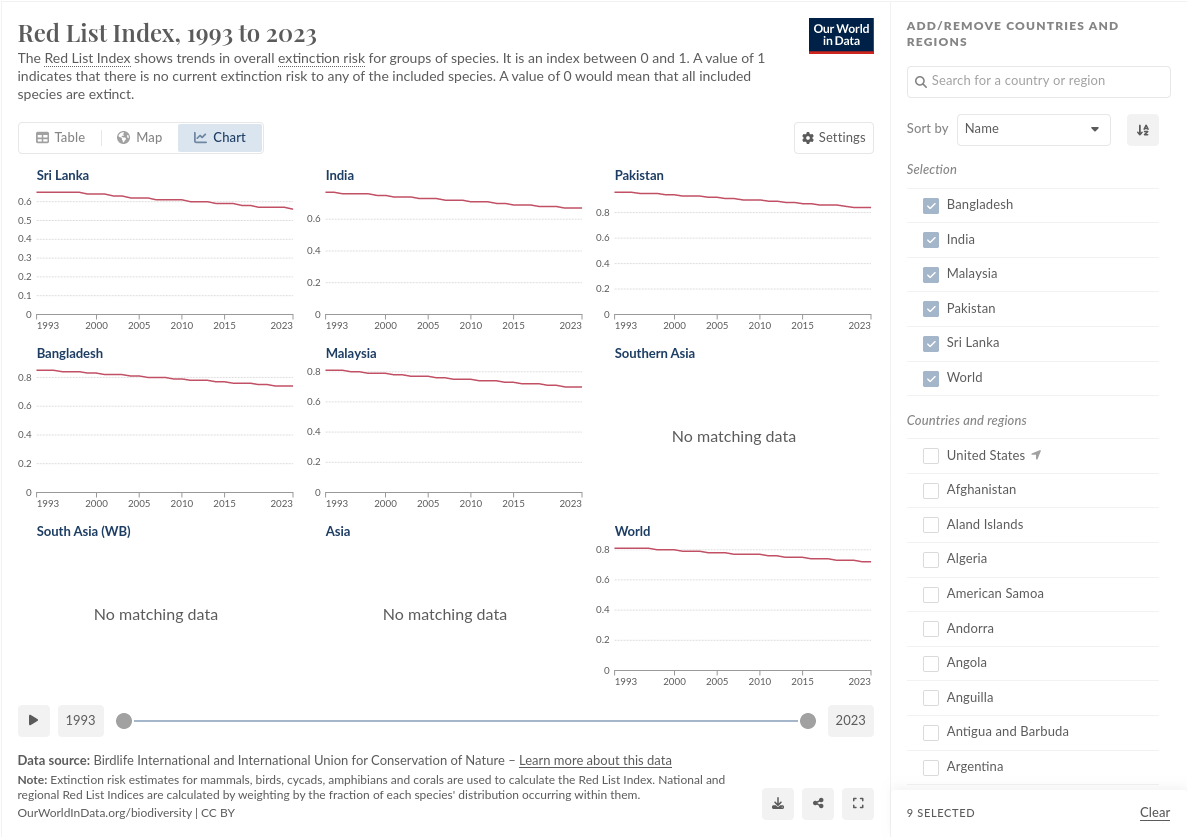 Red List Index, 1993 to 2023
Our World
in Data
The Red List Index shows trends in overall extinction risk for groups of species. It is an index between 0 and 1. A value of 1
indicates that there is no current extinction risk to any of the included species. A value of 0 would mean that all included
species are extinct.
Table
Map
Chart
Settings
Sri Lanka
0.6
0.5
0.4
0.3
0.2
0.1
0
1993 2000 2005 2010 2015 2023
India
0.6
0.4
0.2
0
1993 2000 2005 2010 2015 2023
Pakistan
0.8
0.6
0.4
0.2
0
1993 2000 2005 2010 2015 2023
Bangladesh
0.8
0.6
0.4
0.2
0
1993 2000 2005 2010 2015 2023
Malaysia
0.8
0.6
0.4
0.2
0
1993 2000 2005 2010 2015 2023
Southern Asia
No matching data
South Asia (WB)
No matching data
Asia
No matching data
World
0.8
0.6
0.4
0.2
0
1993 2000 2005 2010 2015 2023
1993
2023
Data source: Birdlife International and International Union for Conservation of Nature – Learn more about this data
Note: Extinction risk estimates for mammals, birds, cycads, amphibians and corals are used to calculate the Red List Index. National and
regional Red List Indices are calculated by weighting by the fraction of each species' distribution occurring within them.
OurWorldInData.org/biodiversity | CC BY
ADD/REMOVE COUNTRIES AND
REGIONS
Search for a country or region
Sort by
Name
Selection
Bangladesh
India
Malaysia
Pakistan
Sri Lanka
World
Countries and regions
United States
Afghanistan
Aland Islands
Algeria
American Samoa
Andorra
Angola
Anguilla
Antigua and Barbuda
Argentina
9 SELECTED
Clear